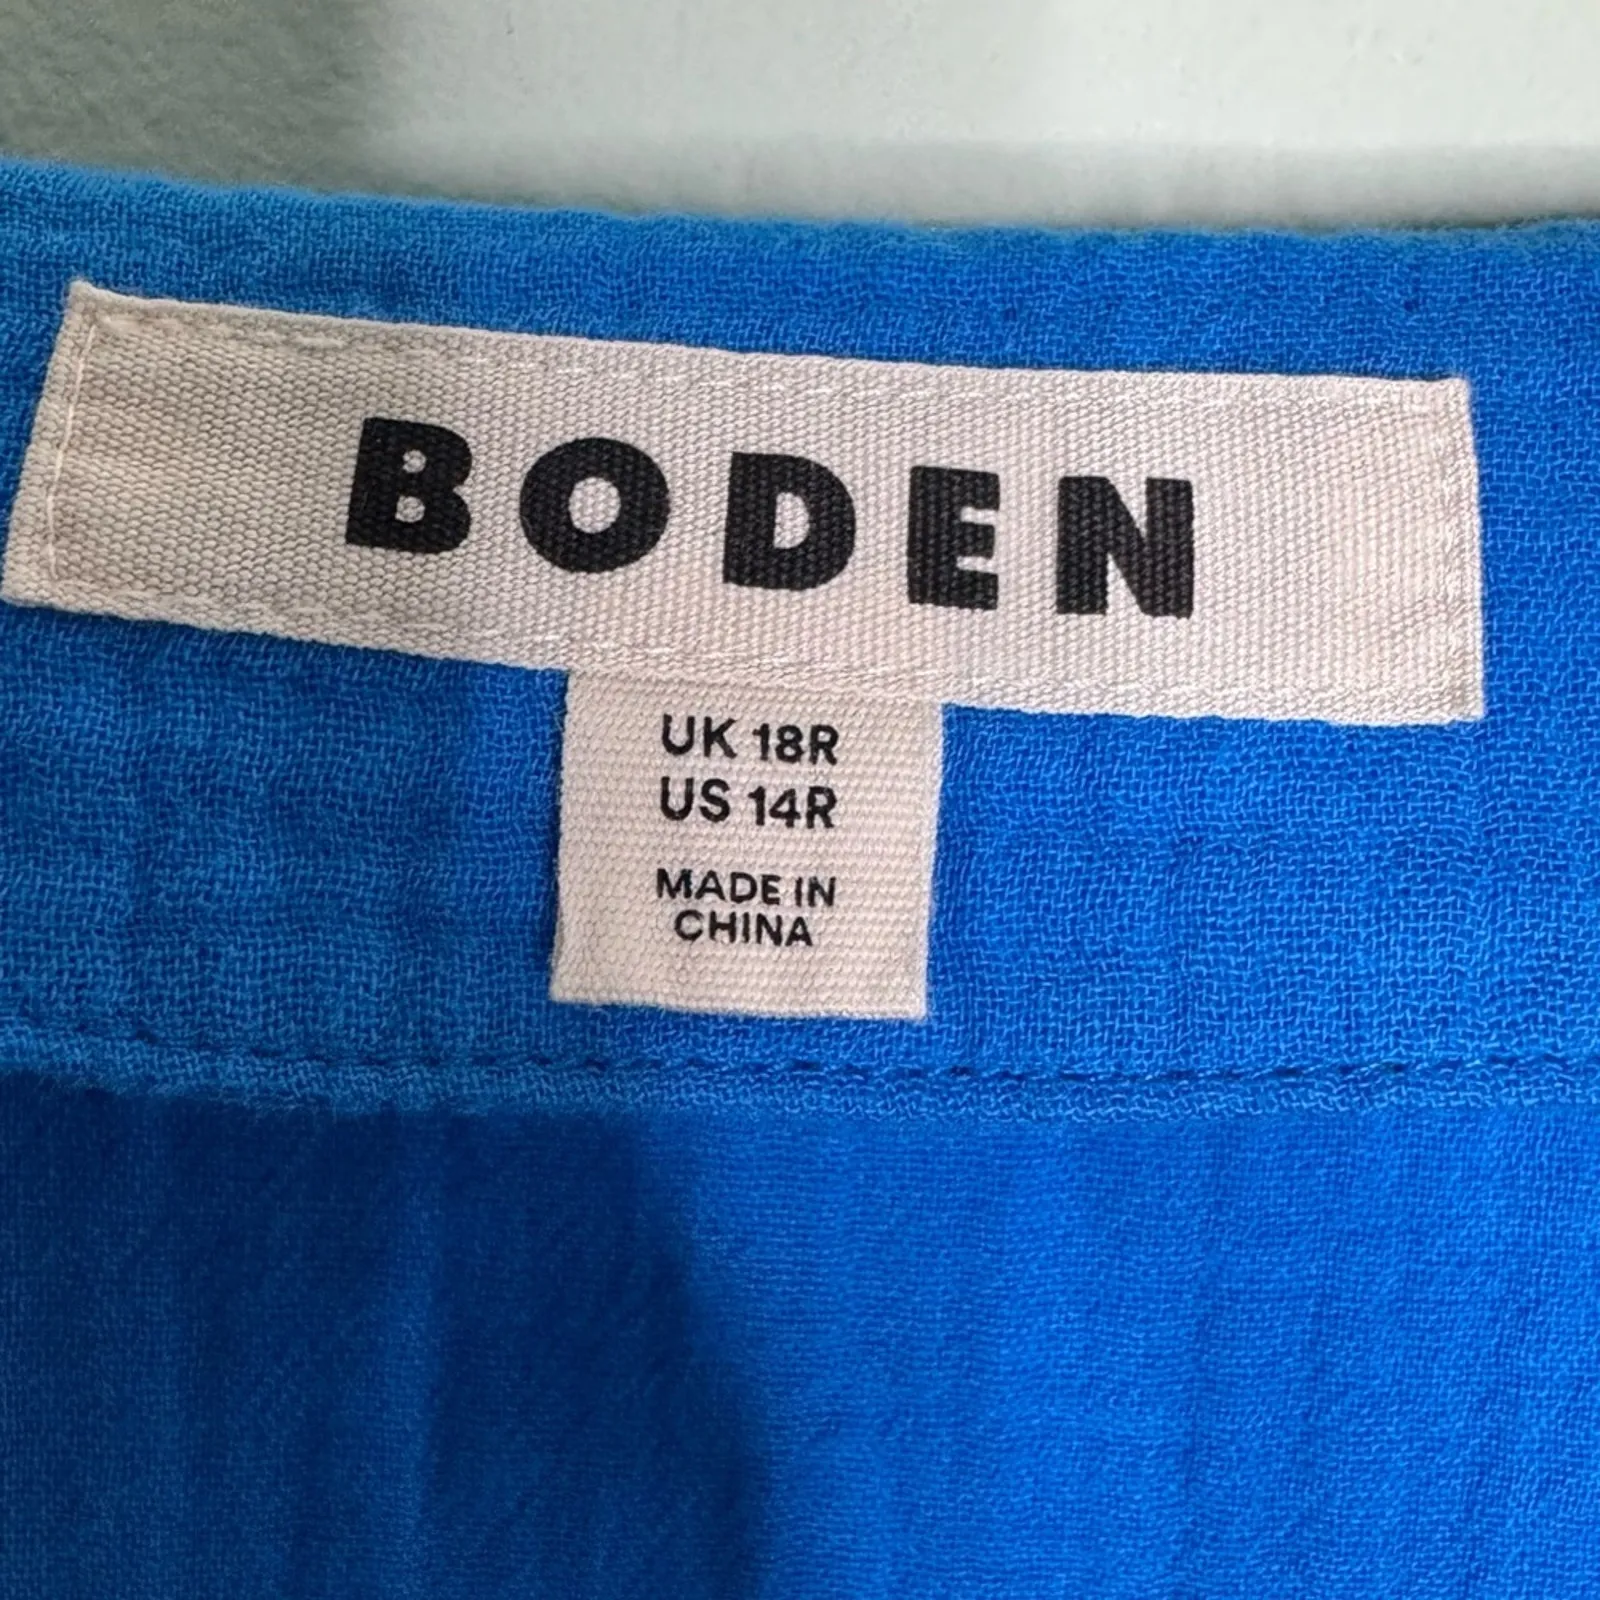 BODEN
UK 18R
US 14R
MADE IN
CHINA